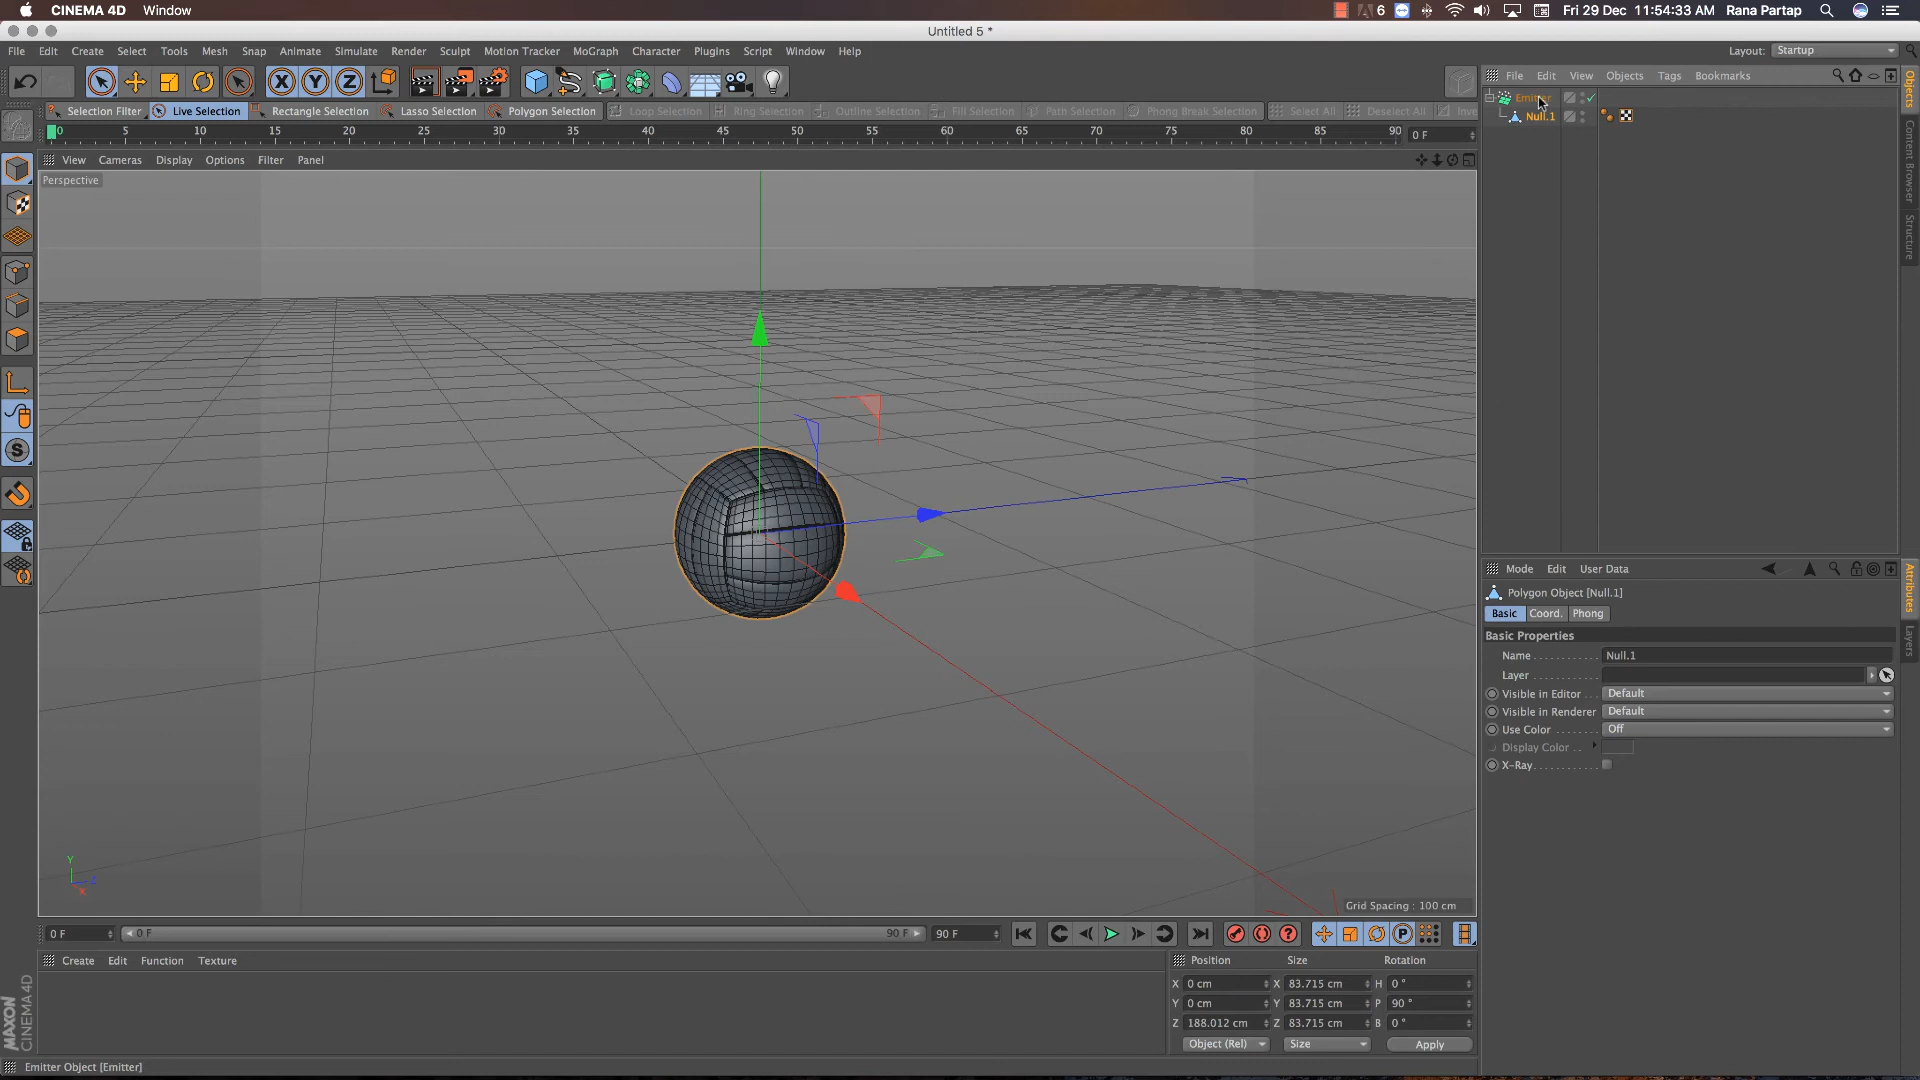 CINEMA 4D Window 6 Fri 29 Dec 11:54:33 AM Rana Partap
Untitled 5 *
File Edit Create Select Tools Mesh Snap Animate Simulate Render Sculpt Motion Tracker MoGraph Character Plugins Script Window Help Layout: Startup
X Y Z
File Edit View Objects Tags Bookmarks
Selection Filter Live Selection Rectangle Selection Lasso Selection Polygon Selection Loop Selection Ring Selection Outline Selection Fill Selection Path Selection Phong Break Selection Select All Deselect All Inve
Emitter
Null.1
0 5 10 15 20 25 30 35 40 45 50 55 60 65 70 75 80 85 90 0 F
View Cameras Display Options Filter Panel
Perspective
Objects
Content Browser
Structure
S
Mode Edit User Data
Polygon Object [Null.1]
Basic Coord. Phong
Basic Properties
Name Null.1
Layer
Visible in Editor Default
Visible in Renderer Default
Use Color Off
Display Color
X-Ray
Attributes
Layers
Y
Z
X
Grid Spacing : 100 cm
0 F 0 F 90 F 90 F ? P
Create Edit Function Texture
Position Size Rotation
X 0 cm X 83.715 cm H 0 °
Y 0 cm Y 83.715 cm P 90 °
Z 188.012 cm Z 83.715 cm B 0 °
Object (Rel) Size Apply
MAXON
CINEMA 4D
Emitter Object [Emitter]